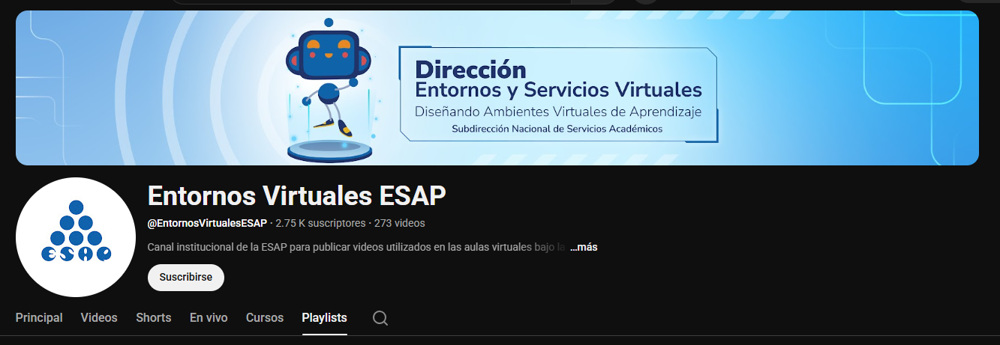 Dirección
Entornos y Servicios Virtuales
Diseñando Ambientes Virtuales de Aprendizaje
Subdirección Nacional de Servicios Académicos
ESAP
Entornos Virtuales ESAP
@EntornosVirtualesESAP · 2.75 K suscriptores · 273 videos
Canal institucional de la ESAP para publicar videos utilizados en las aulas virtuales bajo la ...más
Suscribirse
Principal Videos Shorts En vivo Cursos Playlists